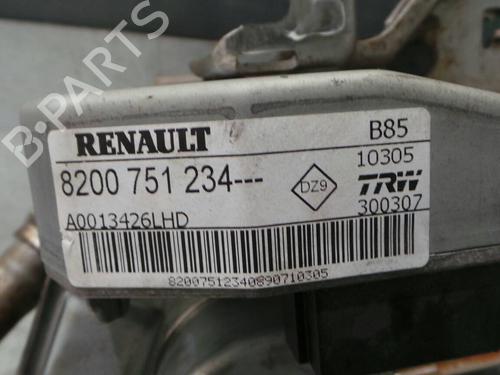 B-PARTS
RENAULT B85
8200 751 234--- DZ9 10305
TRW
A0013426LHD 300307
82007512340890710305